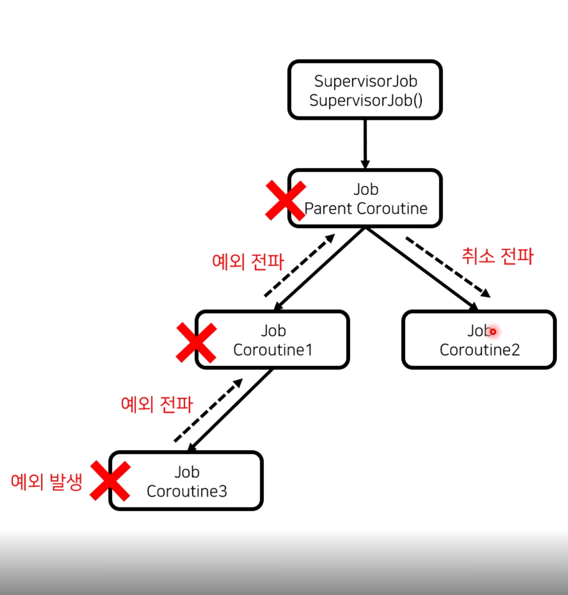 SupervisorJob
SupervisorJob()
Job
Parent Coroutine
예외 전파
취소 전파
Job
Coroutine1
Job
Coroutine2
예외 전파
예외 발생
Job
Coroutine3